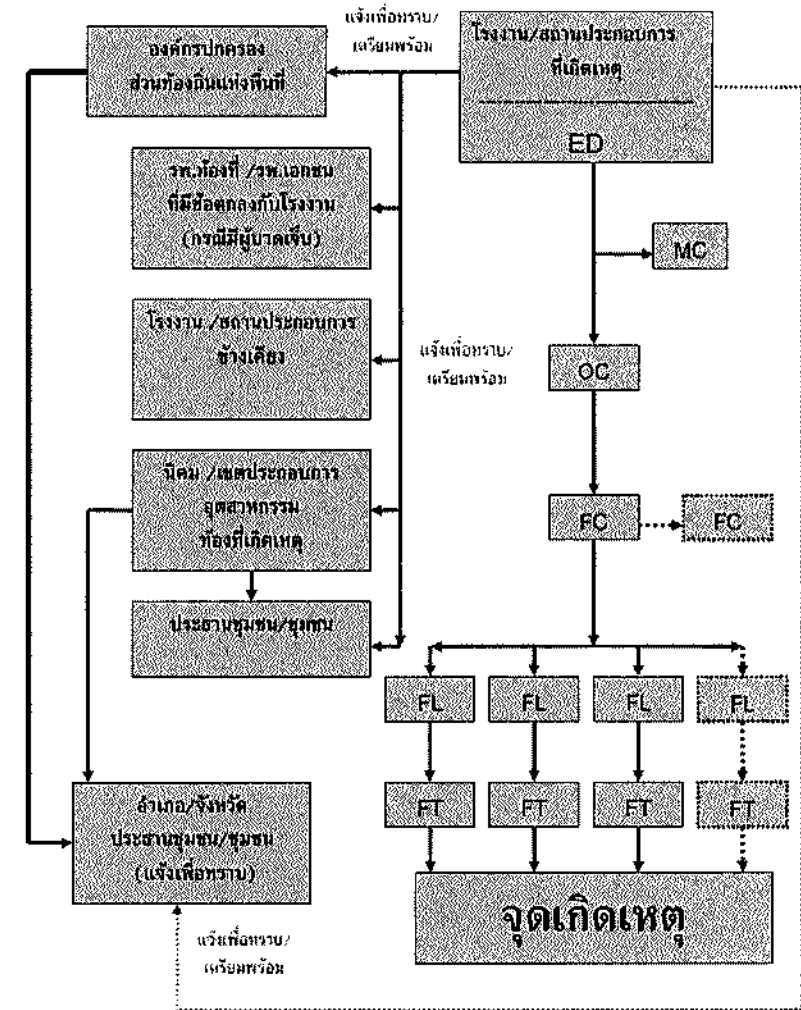 แจ้งเพื่อทราบ/
เตรียมพร้อม
องค์กรปกครอง
ส่วนท้องถิ่นแห่งพื้นที่
โรงงาน/สถานประกอบการ
ที่เกิดเหตุ
ED
รพ.ท้องที่ /รพ.เอกชน
ที่มีข้อตกลงกับโรงงาน
(กรณีมีผู้บาดเจ็บ)
MC
โรงงาน /สถานประกอบการ
ข้างเคียง
แจ้งเพื่อทราบ/
เตรียมพร้อม
OC
นิคม /เขตประกอบการ
อุตสาหกรรม
ท้องที่เกิดเหตุ
FC
FC
ประธานชุมชน/ชุมชน
FL
FL
FL
FL
อำเภอ/จังหวัด
ประธานชุมชน/ชุมชน
(แจ้งเพื่อทราบ)
FT
FT
FT
FT
จุดเกิดเหตุ
แจ้งเพื่อทราบ/
เตรียมพร้อม